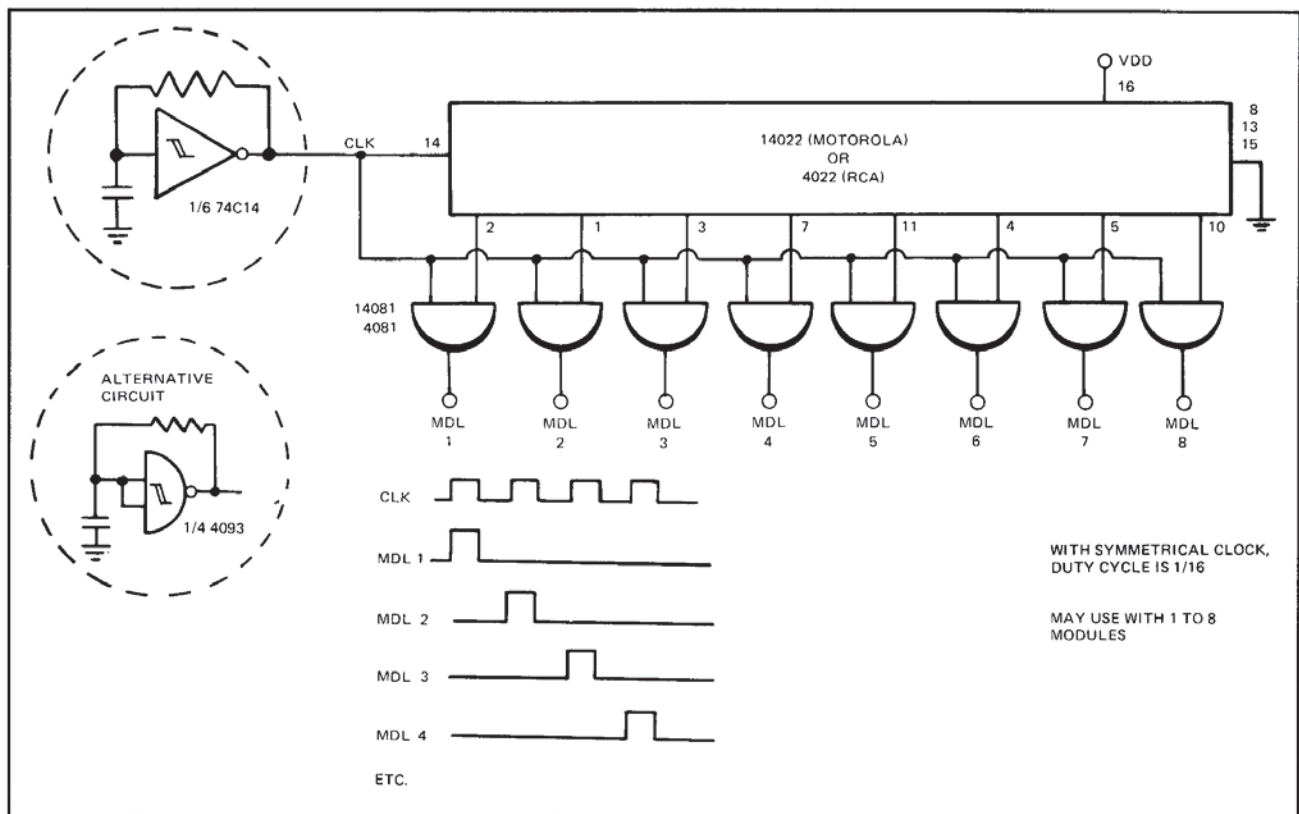 VDD
16
8
13
15
CLK
14
14022 (MOTOROLA)
OR
4022 (RCA)
1/6 74C14
2
1
3
7
11
4
5
10
14081
4081
ALTERNATIVE
CIRCUIT
1/4 4093
MDL
1
MDL
2
MDL
3
MDL
4
MDL
5
MDL
6
MDL
7
MDL
8
CLK
MDL 1
MDL 2
MDL 3
MDL 4
ETC.
WITH SYMMETRICAL CLOCK,
DUTY CYCLE IS 1/16
MAY USE WITH 1 TO 8
MODULES